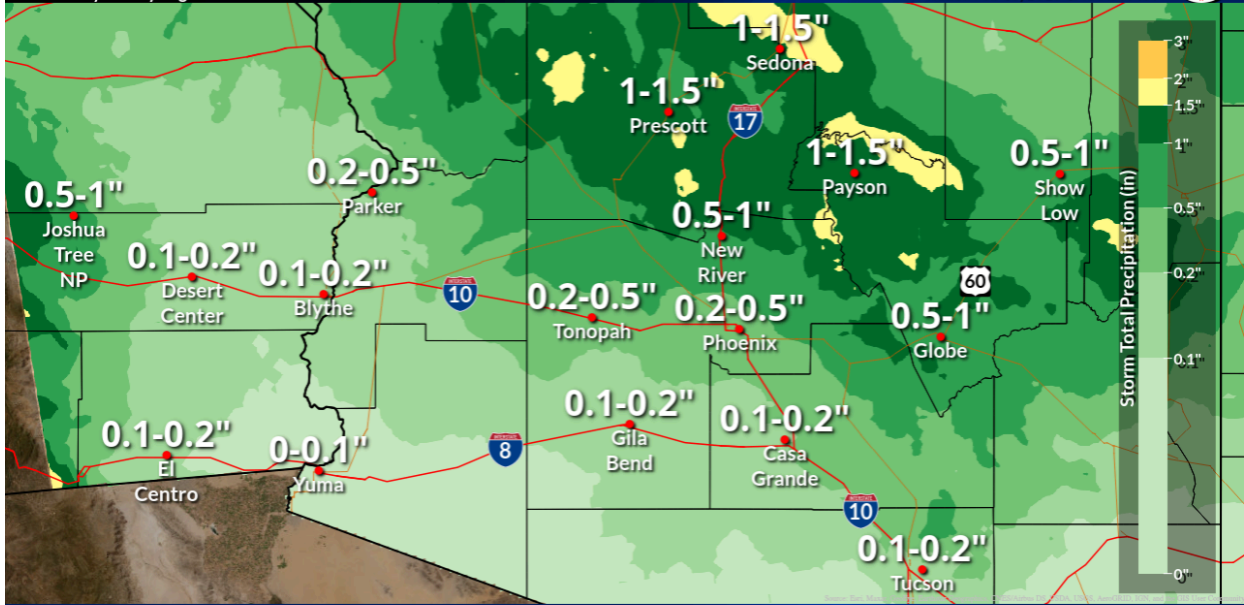 1-1.5"
Sedona
1-1.5"
Prescott
17
1-1.5"
Payson
0.5-1"
Show
Low
0.2-0.5"
Parker
0.5-1"
Joshua
Tree
NP
0.5-1"
New
River
0.1-0.2"
Desert
Center
0.1-0.2"
Blythe
10
60
0.2-0.5"
Tonopah
0.2-0.5"
Phoenix
0.5-1"
Globe
0.1-0.2"
Gila
Bend
0.1-0.2"
Casa
Grande
0.1-0.2"
El
Centro
0-0.1"
Yuma
8
10
0.1-0.2"
Tucson
Storm Total Precipitation (in)
3"
2"
1.5"
1"
0.5"
0.2"
0.1"
0"